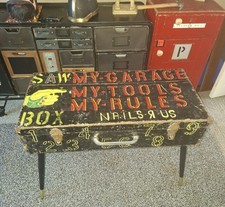 SAW
BOX
MY-GARAGE
MY-TOOLS
MY-RULES
NAILS-R-US
P